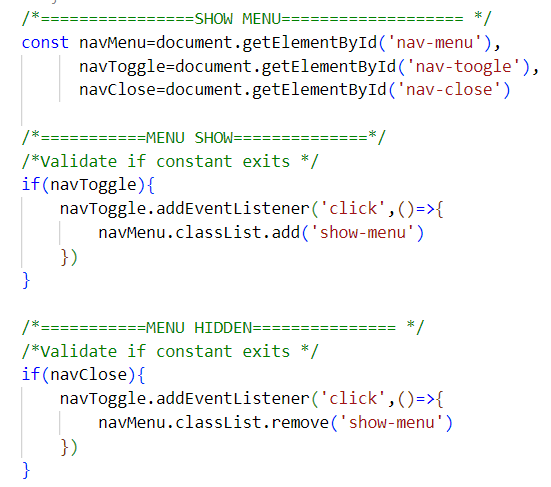 /*================SHOW MENU=================== */
const navMenu=document.getElementById('nav-menu'),
navToggle=document.getElementById('nav-toogle'),
navClose=document.getElementById('nav-close')
/*===========MENU SHOW==============*/
/*Validate if constant exits */
if(navToggle){
navToggle.addEventListener('click',()=>{
navMenu.classList.add('show-menu')
})
}
/*===========MENU HIDDEN=============== */
/*Validate if constant exits */
if(navClose){
navToggle.addEventListener('click',()=>{
navMenu.classList.remove('show-menu')
})
}